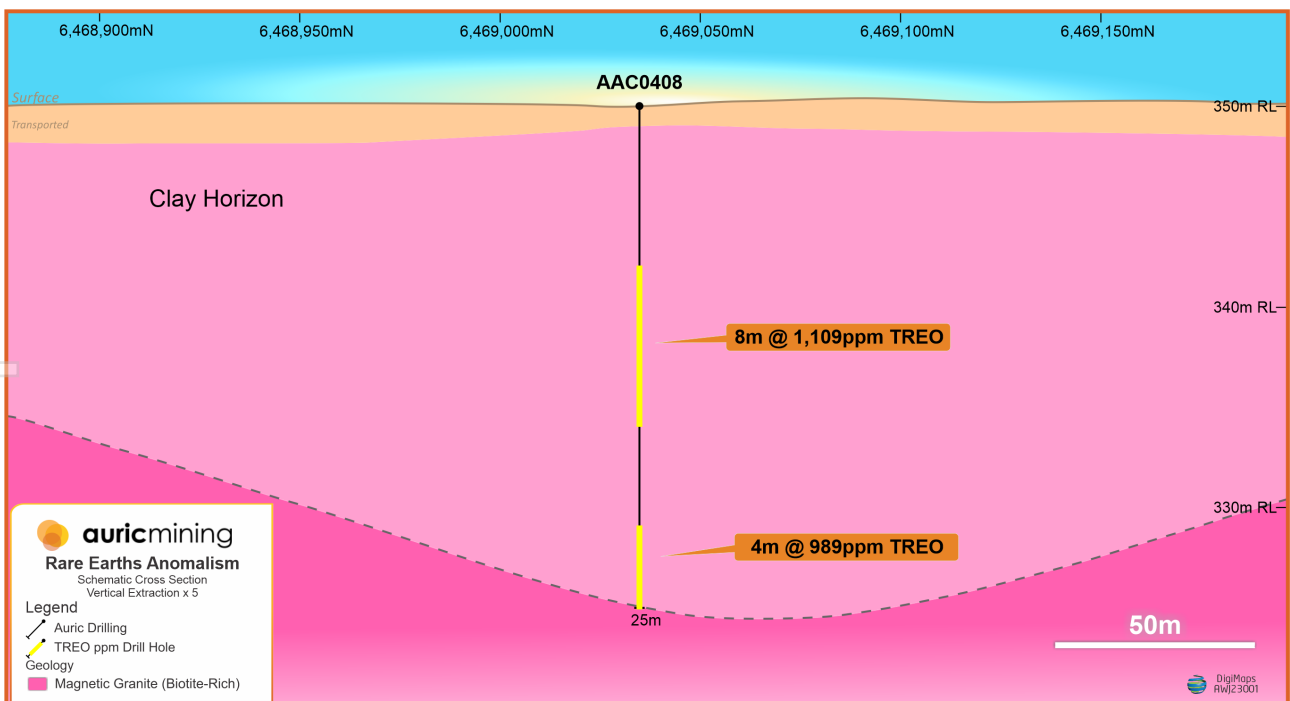 6,468,900mN 6,468,950mN 6,469,000mN 6,469,050mN 6,469,100mN 6,469,150mN
AAC0408
Surface
350m RL
Transported
Clay Horizon
340m RL
8m @ 1,109ppm TREO
330m RL
4m @ 989ppm TREO
25m
50m
auricmining
Rare Earths Anomalism
Schematic Cross Section
Vertical Extraction x 5
Legend
Auric Drilling
TREO ppm Drill Hole
Geology
Magnetic Granite (Biotite-Rich)
DigiMaps
AWJ23001